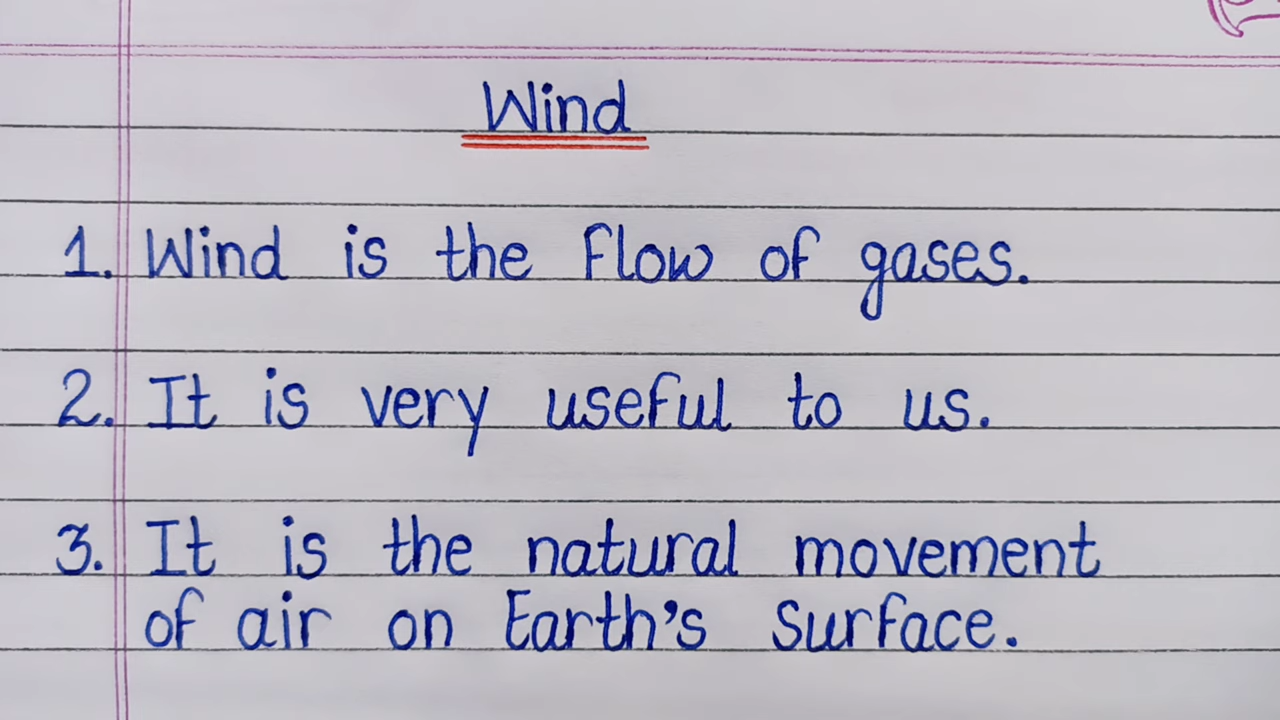 Wind
1. Wind is the flow of gases.
2. It is very useful to us.
3. It is the natural movement
of air on Earth's surface.